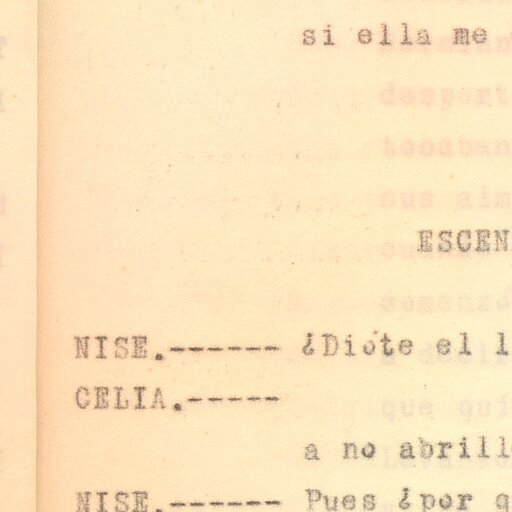 si ella me
ESCEN
NISE.------ ¿Diote el l
CELIA.-----
a no abrill
NISE.------ Pues ¿por q